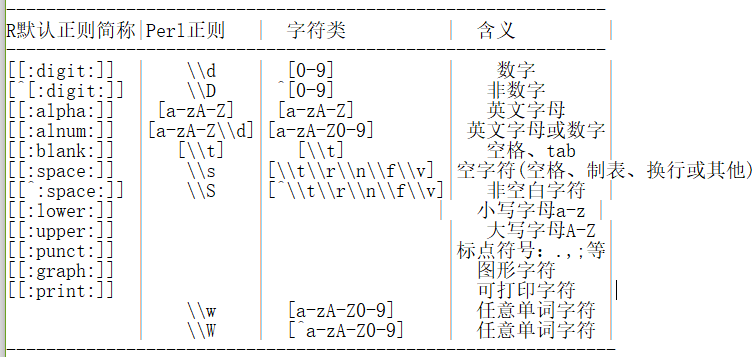 R默认正则简称|Perl正则 | 字符类 | 含义
[[:digit:]] | \\d | [0-9] | 数字
[^[:digit:]] | \\D | ^[0-9] | 非数字
[[:alpha:]] | [a-zA-Z] | [a-zA-Z] | 英文字母
[[:alnum:]] |[a-zA-Z\\d]| [a-zA-Z0-9] | 英文字母或数字
[[:blank:]] | [\\t] | [\\t] | 空格、tab
[[:space:]] | \\s | [\\t\\r\\n\\f\\v] | 空字符(空格、制表、换行或其他)
[[^:space:]] | \\S | [^\\t\\r\\n\\f\\v] | 非空白字符 |
[[:lower:]] | | 小写字母a-z |
[[:upper:]] | | 大写字母A-Z
[[:punct:]] | | 标点符号：.,;等
[[:graph:]] | | 图形字符
[[:print:]] | 可打印字符 |
| \\w | [a-zA-Z0-9] | 任意单词字符
| \\W | [^a-zA-Z0-9] | 任意单词字符